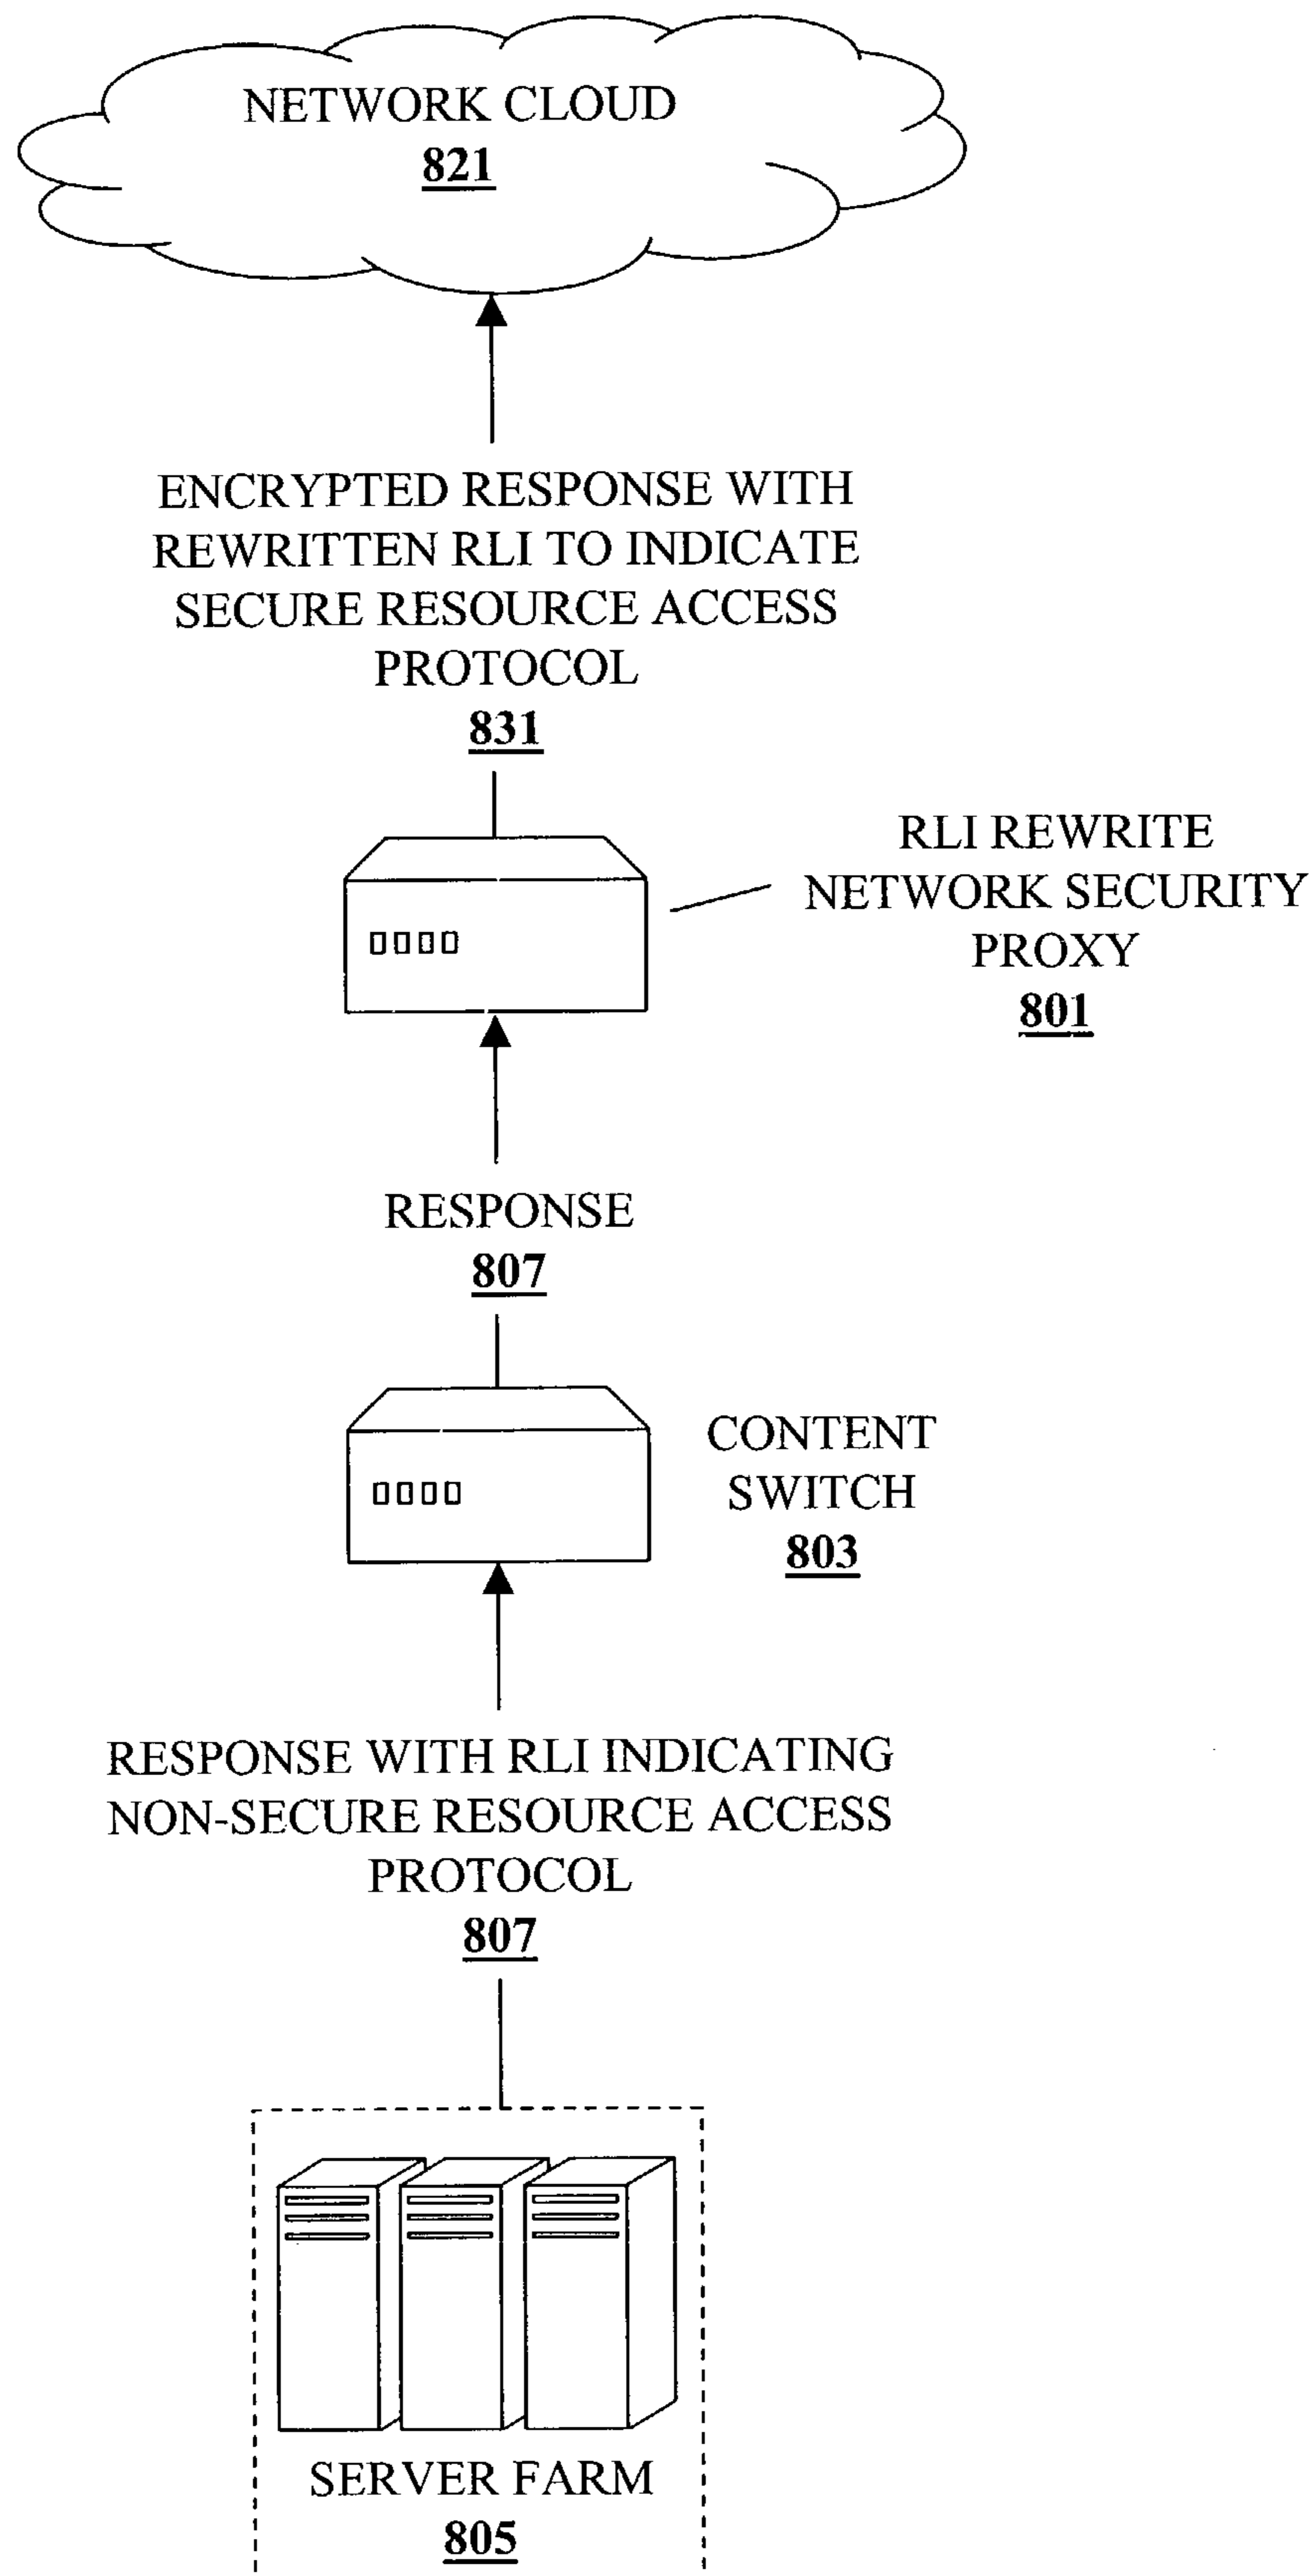 NETWORK CLOUD
821
ENCRYPTED RESPONSE WITH
REWRITTEN RLI TO INDICATE
SECURE RESOURCE ACCESS
PROTOCOL
831
RLI REWRITE
NETWORK SECURITY
PROXY
801
RESPONSE
807
CONTENT
SWITCH
803
RESPONSE WITH RLI INDICATING
NON-SECURE RESOURCE ACCESS
PROTOCOL
807
SERVER FARM
805